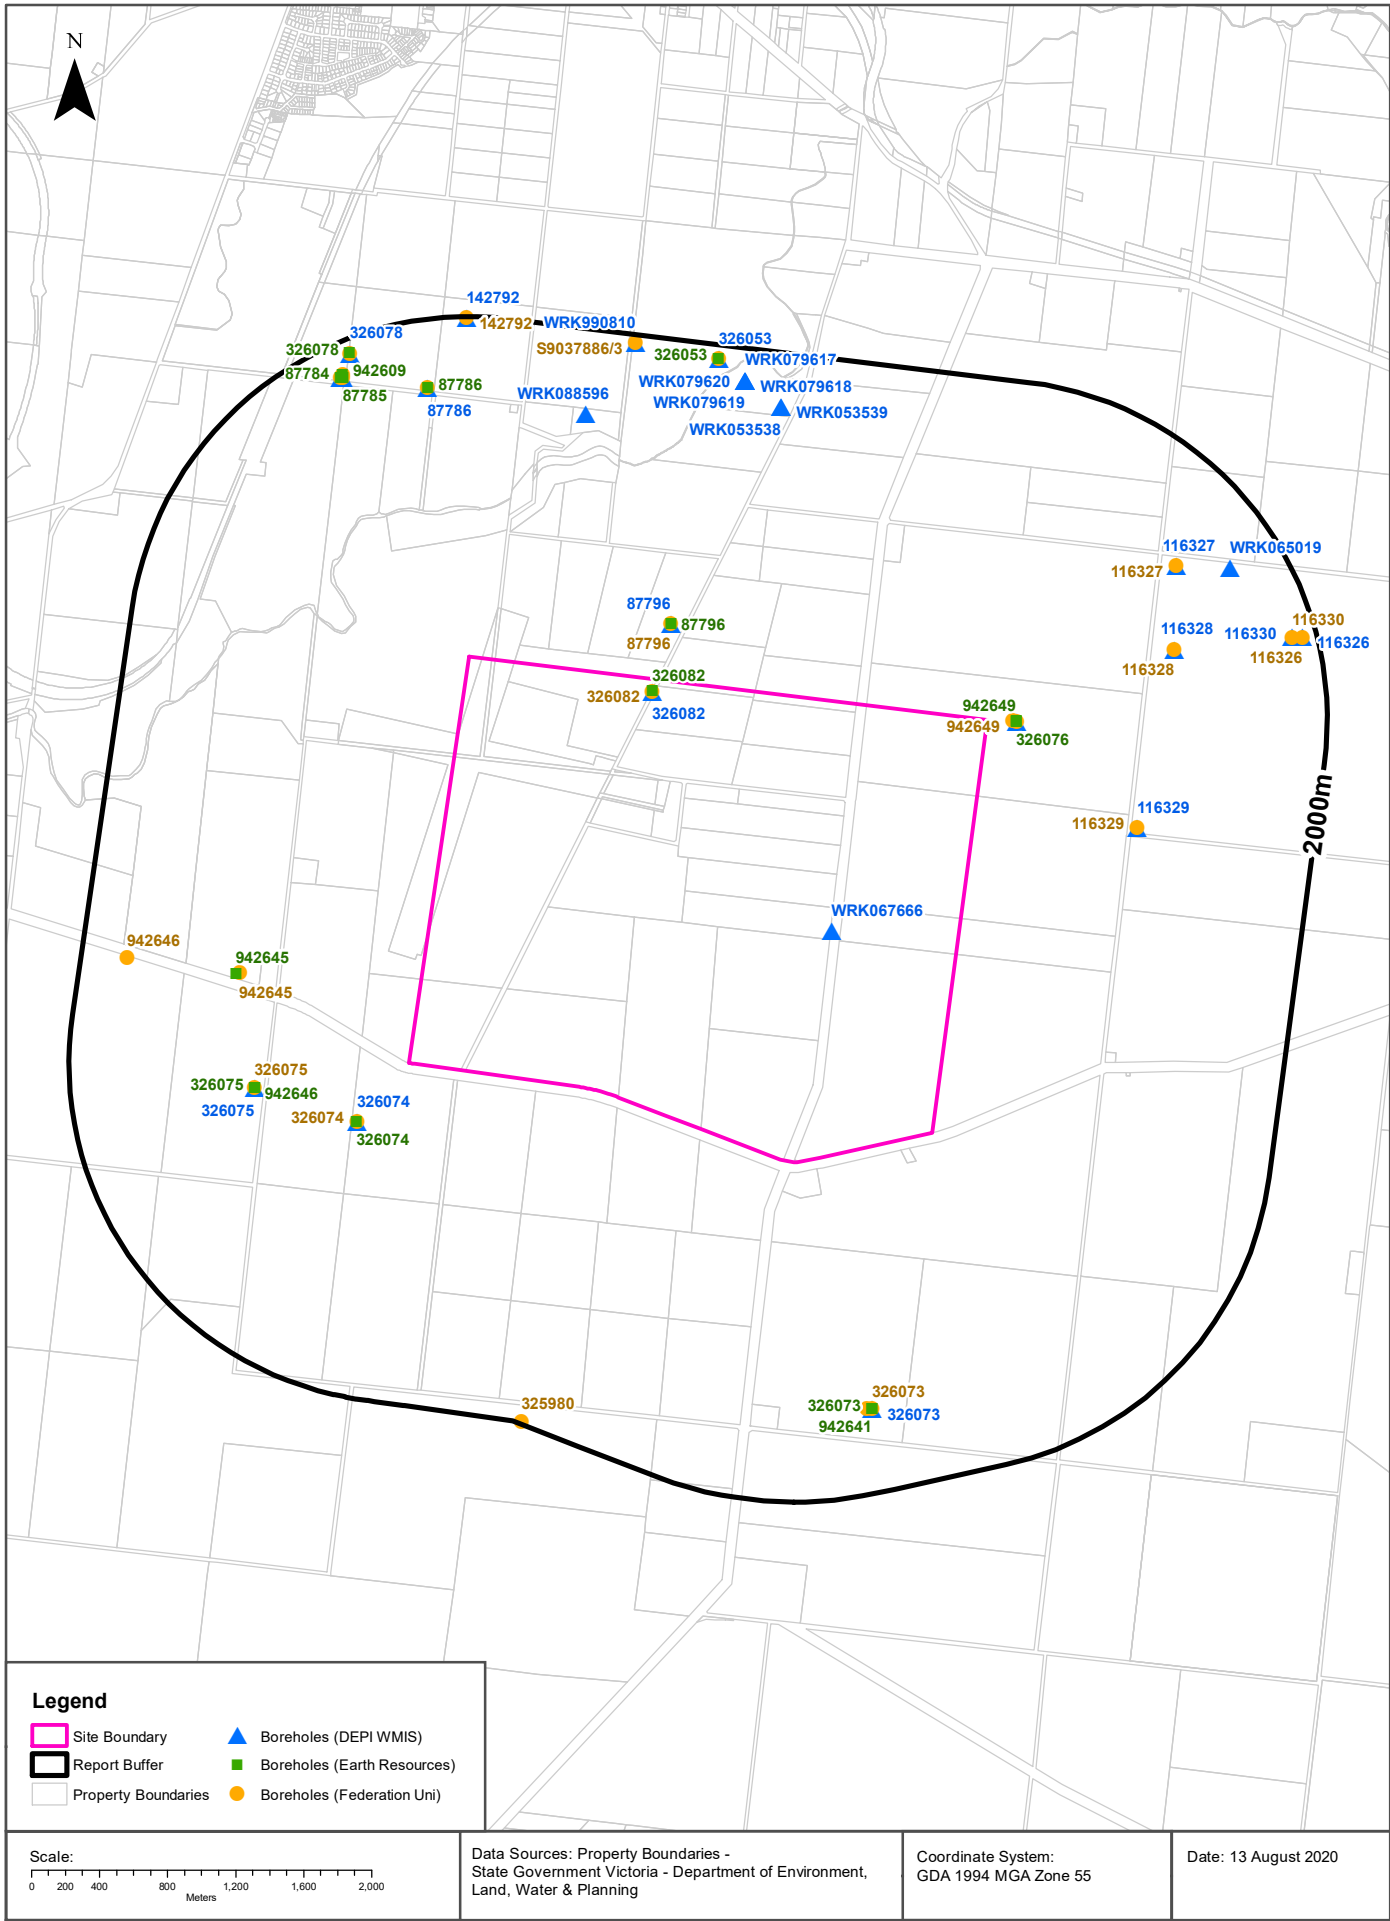 N
142792
142792
WRK990810
S9037886/3
326078
326078
326053
326053
WRK079617
942609
87784
87785
87786
87786
WRK079620
WRK079618
WRK088596
WRK079619
WRK053539
WRK053538
116327
WRK065019
116327
87796
87796
87796
116330
116328
116330
116326
116326
116328
326082
326082
326082
942649
942649
326076
2000m
116329
116329
WRK067666
942646
942645
942645
326075
326075
942646
326075
326074
326074
326074
325980
326073
326073
326073
942641
Legend
Site Boundary
Boreholes (DEPI WMIS)
Report Buffer
Boreholes (Earth Resources)
Property Boundaries
Boreholes (Federation Uni)
Scale:
0 200 400 800 1,200 1,600 2,000
Meters
Data Sources: Property Boundaries -
State Government Victoria - Department of Environment,
Land, Water & Planning
Coordinate System:
GDA 1994 MGA Zone 55
Date: 13 August 2020